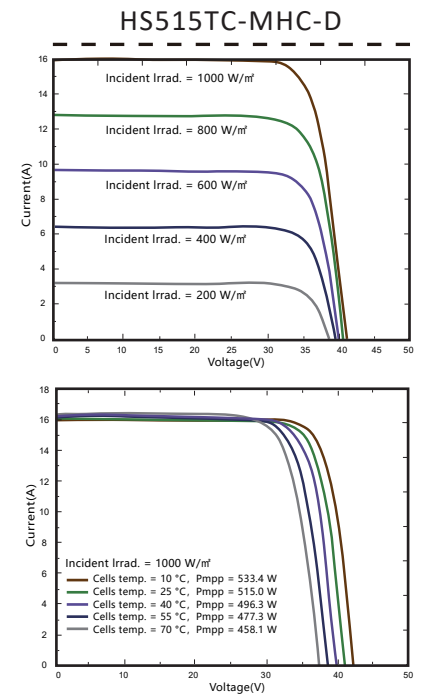 HS515TC-MHC-D
16
14
12
10
8
6
4
2
0
Current(A)
Incident Irrad. = 1000 W/㎡
Incident Irrad. = 800 W/㎡
Incident Irrad. = 600 W/㎡
Incident Irrad. = 400 W/㎡
Incident Irrad. = 200 W/㎡
0 5 10 15 20 25 30 35 40 45 50
Voltage(V)
18
16
14
12
10
8
6
4
2
0
Current(A)
Incident Irrad. = 1000 W/㎡
Cells temp. = 10 °C, Pmpp = 533.4 W
Cells temp. = 25 °C, Pmpp = 515.0 W
Cells temp. = 40 °C, Pmpp = 496.3 W
Cells temp. = 55 °C, Pmpp = 477.3 W
Cells temp. = 70 °C, Pmpp = 458.1 W
0 10 20 30 40 50
Voltage(V)